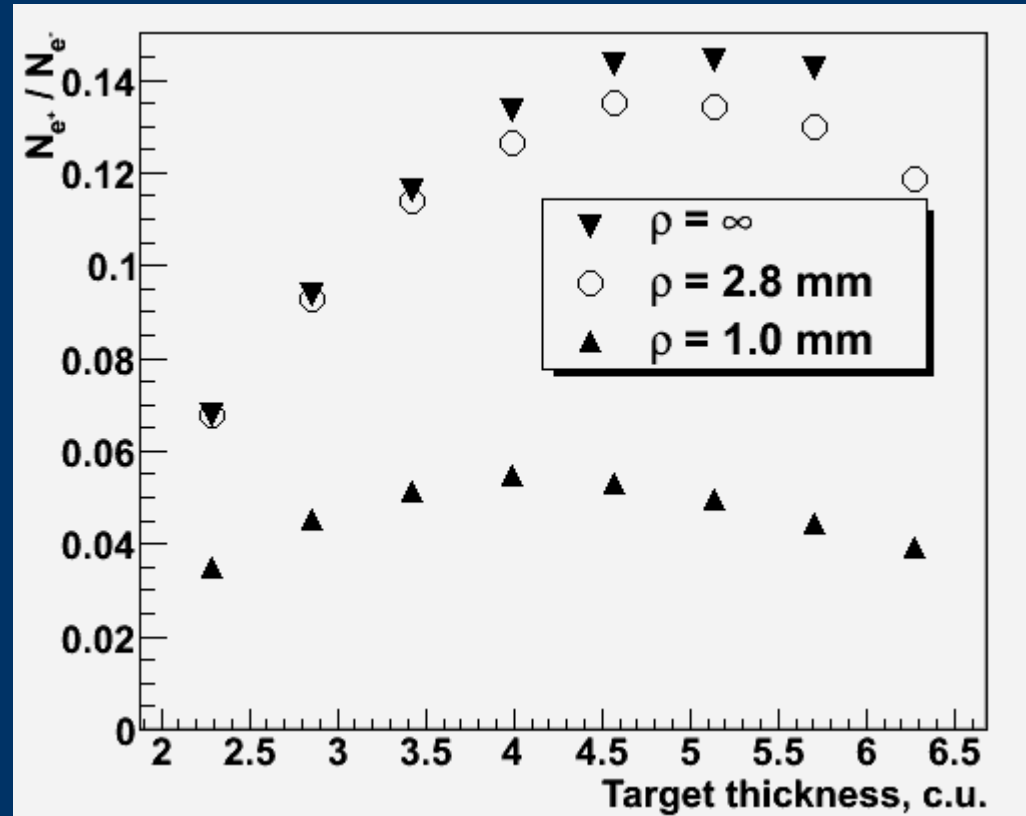 N_e⁺ / N_e⁻
0.14
0.12
0.1
0.08
0.06
0.04
0.02
0
ρ = ∞
ρ = 2.8 mm
ρ = 1.0 mm
2 2.5 3 3.5 4 4.5 5 5.5 6 6.5
Target thickness, c.u.